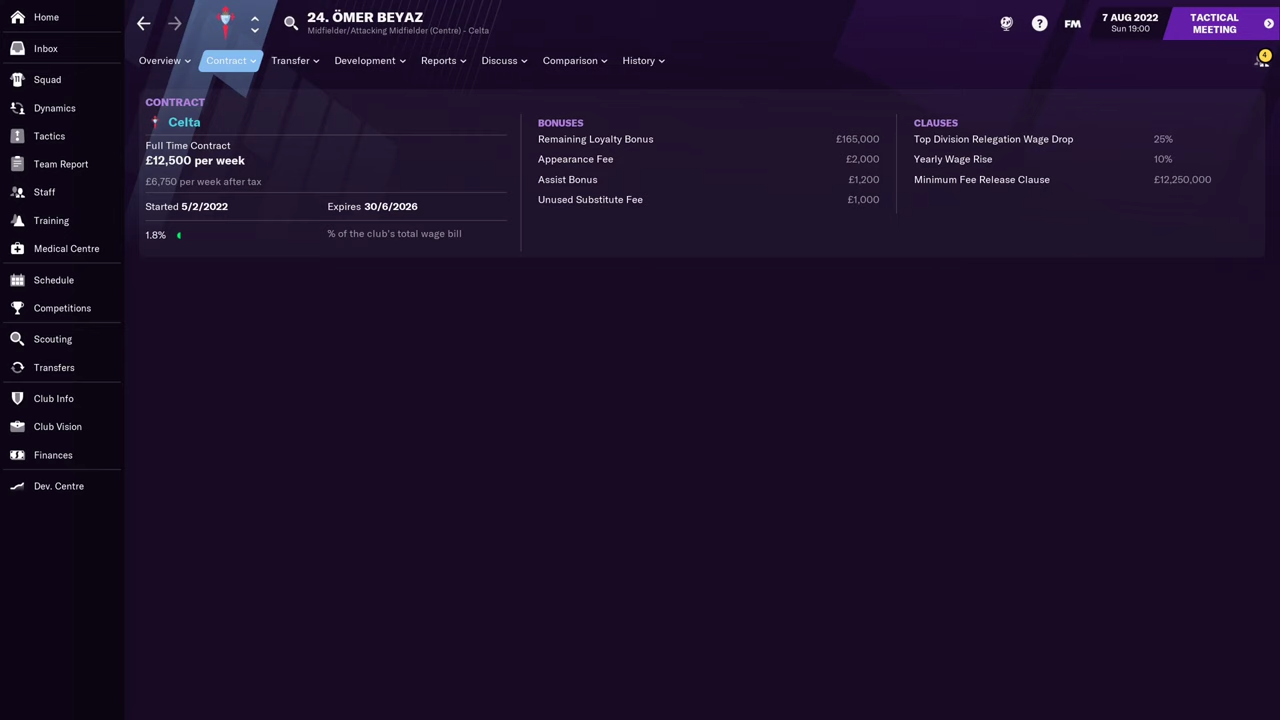 Home
Inbox
Squad
Dynamics
Tactics
Team Report
Staff
Training
Medical Centre
Schedule
Competitions
Scouting
Transfers
Club Info
Club Vision
Finances
Dev. Centre
24. ÖMER BEYAZ
Midfielder/Attacking Midfielder (Centre) - Celta
?
FM
7 AUG 2022
Sun 19:00
TACTICAL
MEETING
Overview Contract Transfer Development Reports Discuss Comparison History
4
CONTRACT
Celta
Full Time Contract
£12,500 per week
£6,750 per week after tax
Started 5/2/2022 Expires 30/6/2026
1.8% % of the club's total wage bill
BONUSES
Remaining Loyalty Bonus £165,000
Appearance Fee £2,000
Assist Bonus £1,200
Unused Substitute Fee £1,000
CLAUSES
Top Division Relegation Wage Drop 25%
Yearly Wage Rise 10%
Minimum Fee Release Clause £12,250,000